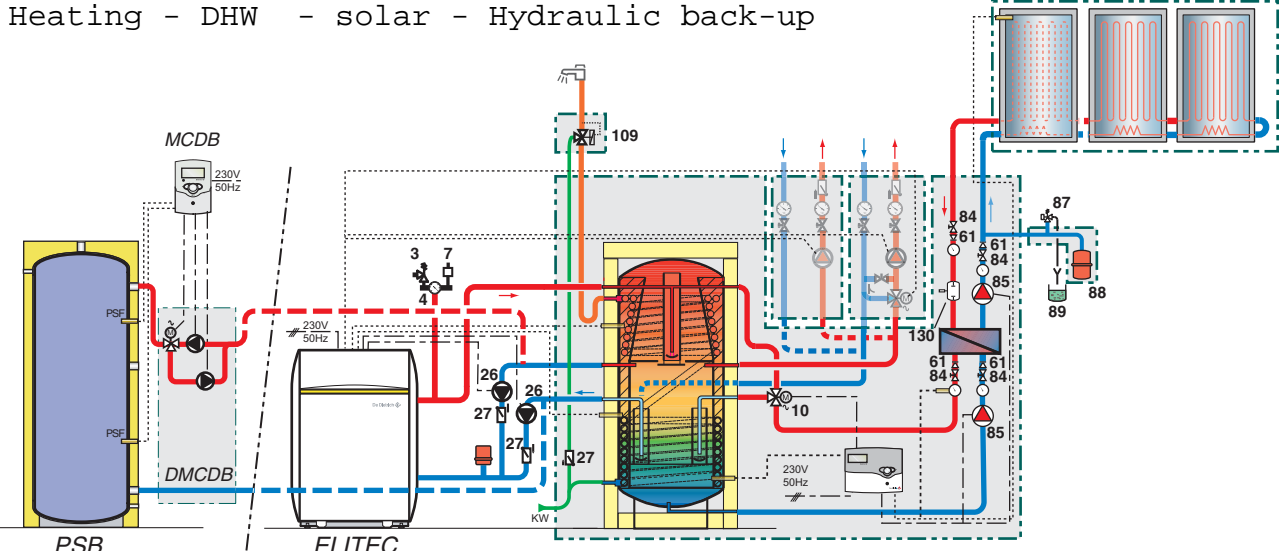 Heating - DHW - solar - Hydraulic back-up
MCDB
230V
50Hz
109
87
84
61
61
84
3
7
4
88
85
89
PSF
M
230V
50Hz
M
130
26
26
De Dietrich
61
84
61
84
M
10
27
85
PSF
27
27
DMCDB
230V
50Hz
KW
PSB
ELITEC